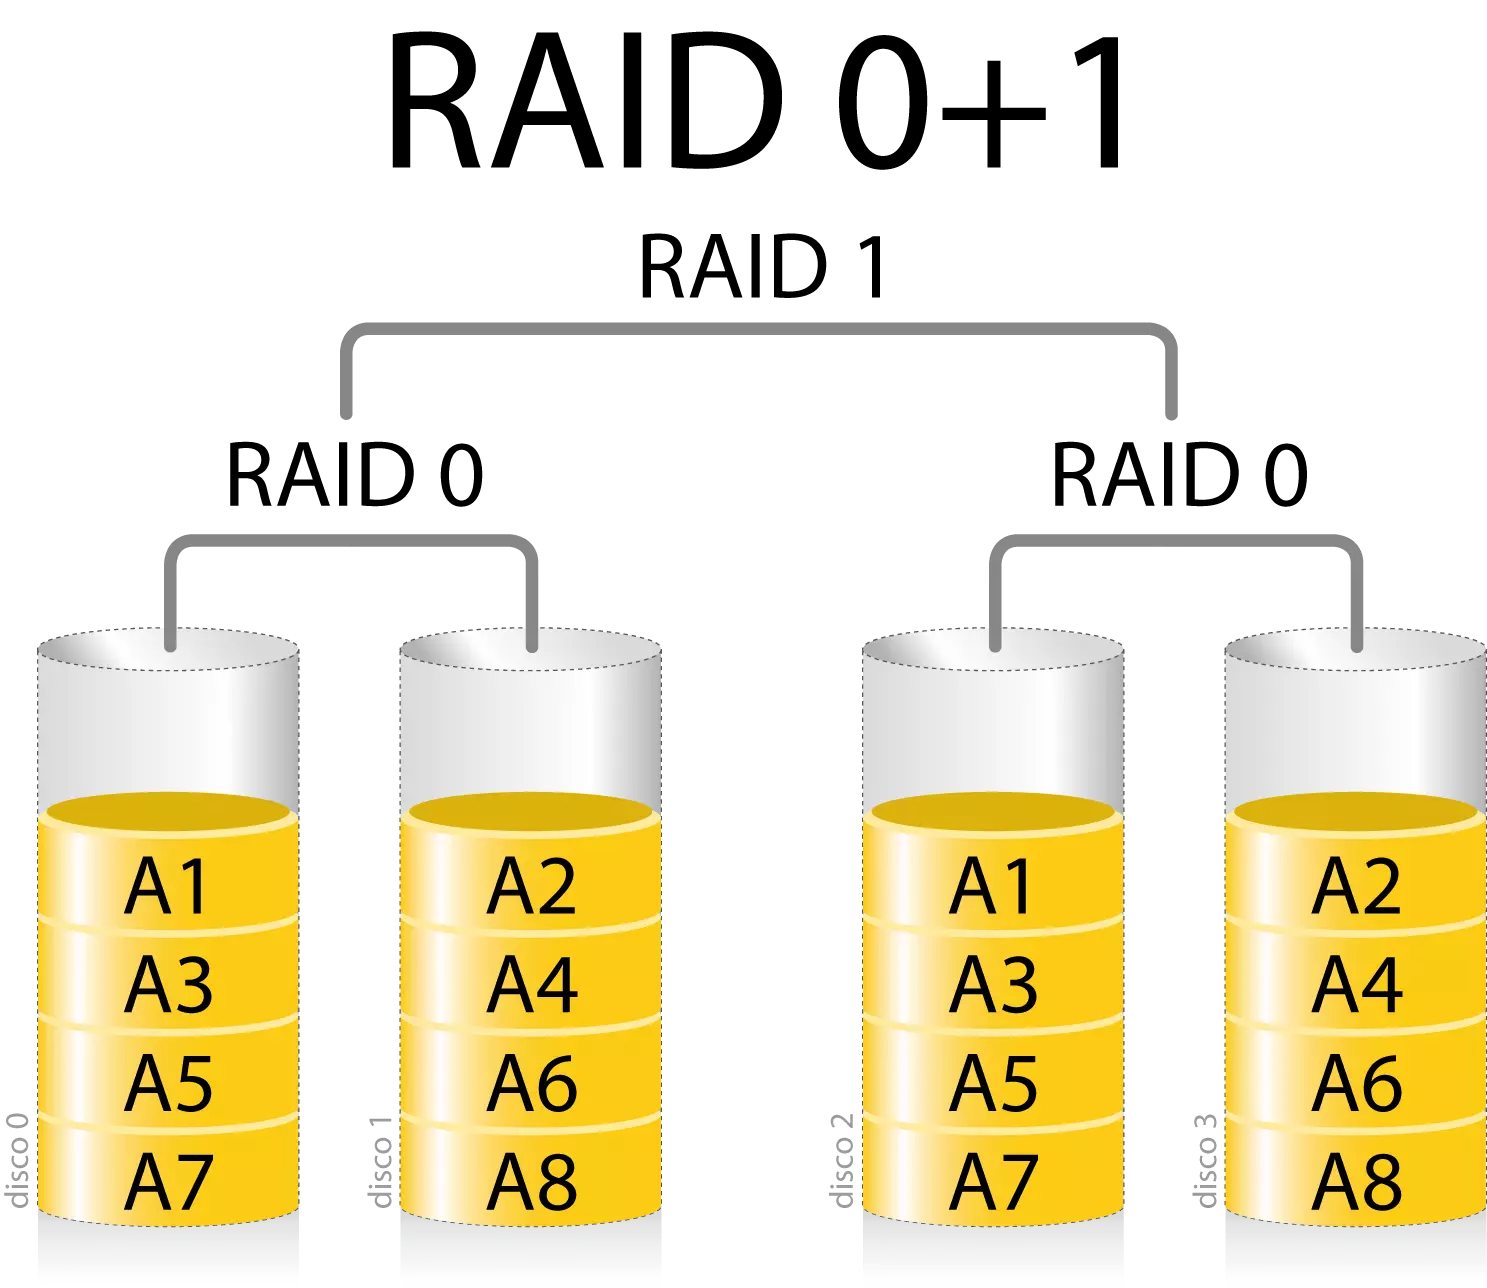 RAID 0+1
RAID 1
RAID 0 RAID 0
A1 A2 A1 A2
A3 A4 A3 A4
A5 A6 A5 A6
A7 A8 A7 A8
disco 0 disco 1 disco 2 disco 3